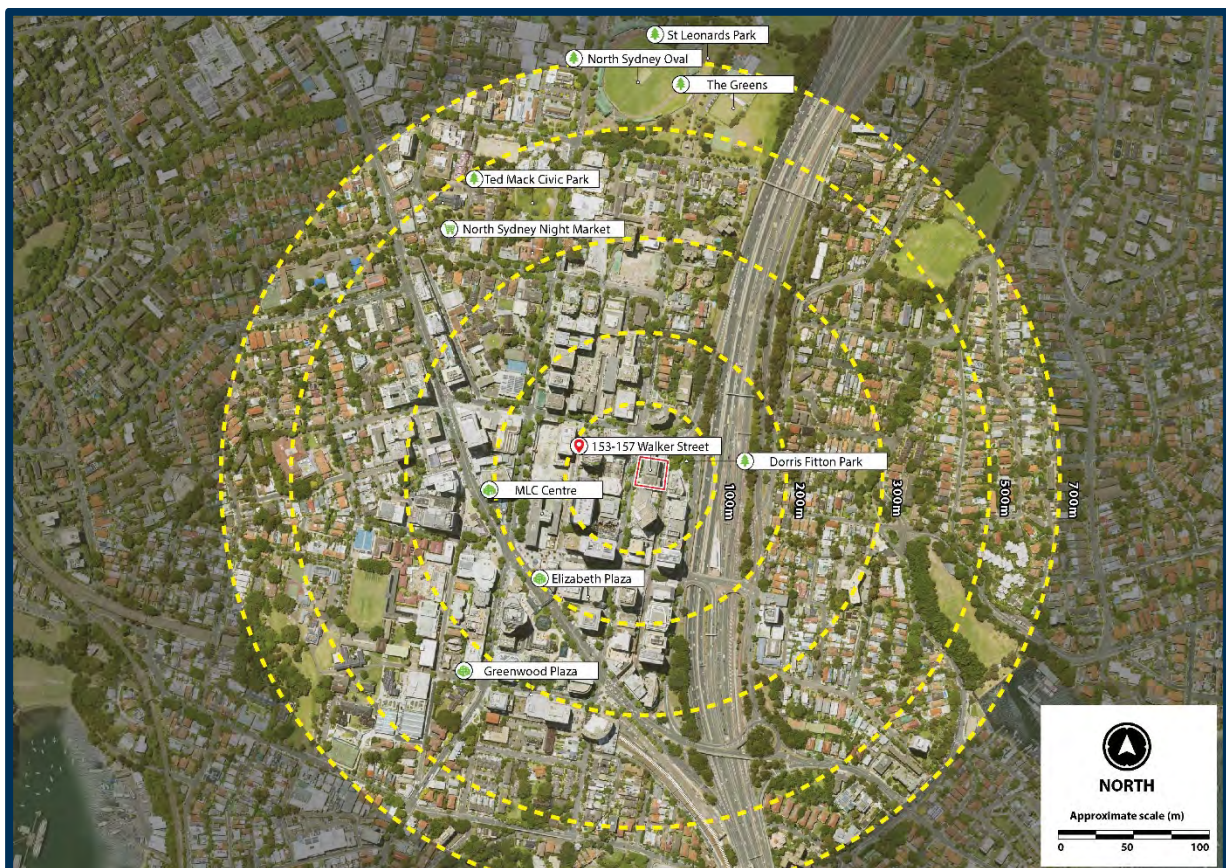 St Leonards Park
North Sydney Oval
The Greens
Ted Mack Civic Park
North Sydney Night Market
153-157 Walker Street
Dorris Fitton Park
MLC Centre
100m
200m
300m
500m
700m
Elizabeth Plaza
Greenwood Plaza
NORTH
Approximate scale (m)
0 50 100